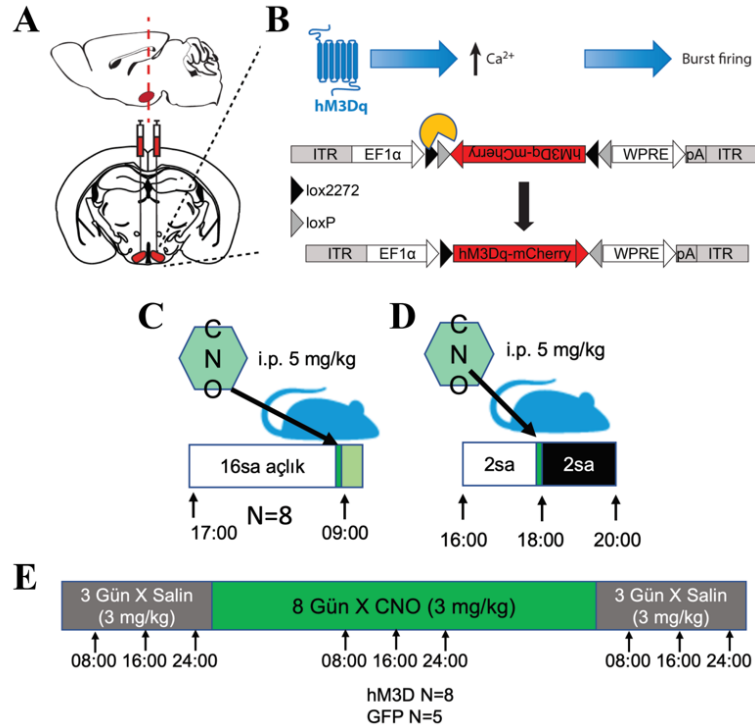 A
B
hM3Dq
Ca2+
Burst firing
ITR EF1α hM3Dq-mCherry WPRE pA ITR
lox2272
loxP
ITR EF1α hM3Dq-mCherry WPRE pA ITR
C
CNO
i.p. 5 mg/kg
16sa açlık
N=8
17:00 09:00
D
CNO
i.p. 5 mg/kg
2sa 2sa
16:00 18:00 20:00
E
3 Gün X Salin
(3 mg/kg)
8 Gün X CNO (3 mg/kg)
3 Gün X Salin
(3 mg/kg)
08:00 16:00 24:00 08:00 16:00 24:00 08:00 16:00 24:00
hM3D N=8
GFP N=5